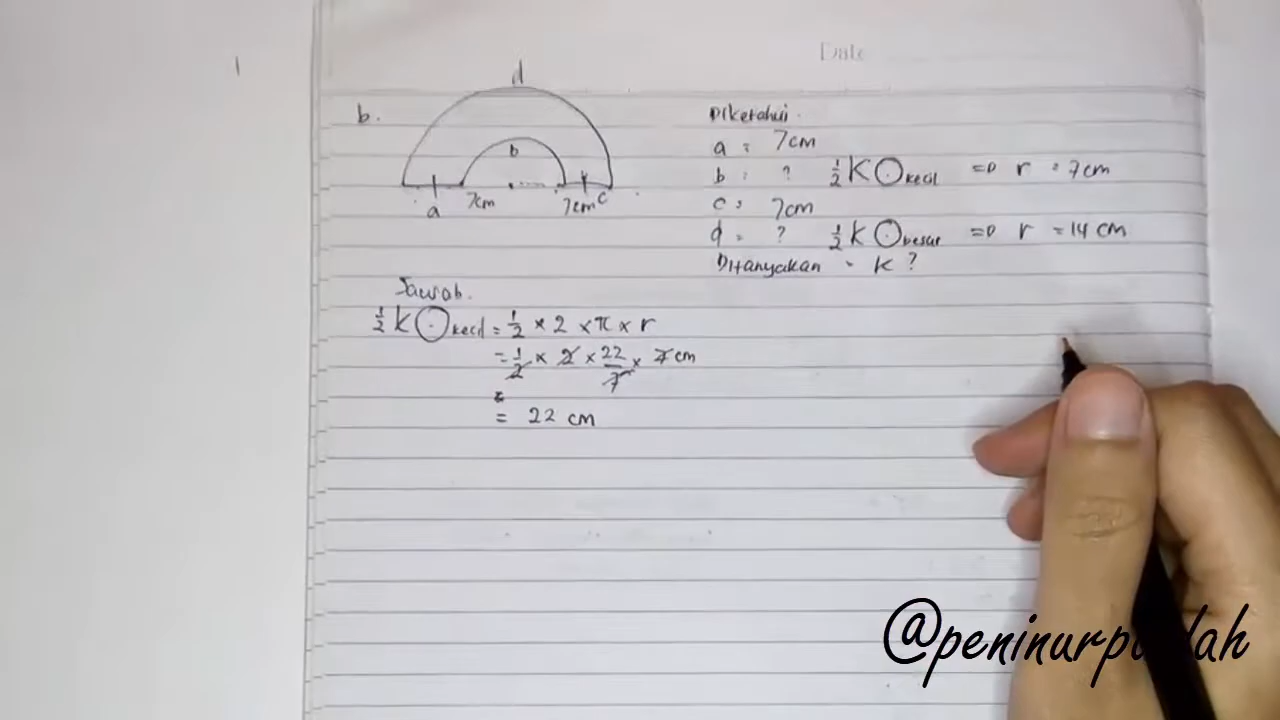 Date
b.
d
b
a 7cm 7cm c
Diketahui.
a = 7cm
b = ? ½ K ⊙ kecil => r = 7cm
c = 7cm
d = ? ½ K ⊙ besar => r = 14 cm
Ditanyakan = K ?
Jawab.
½ K ⊙ kecil = ½ × 2 × π × r
= ½ × 2 × 22/7 × 7 cm
= 22 cm